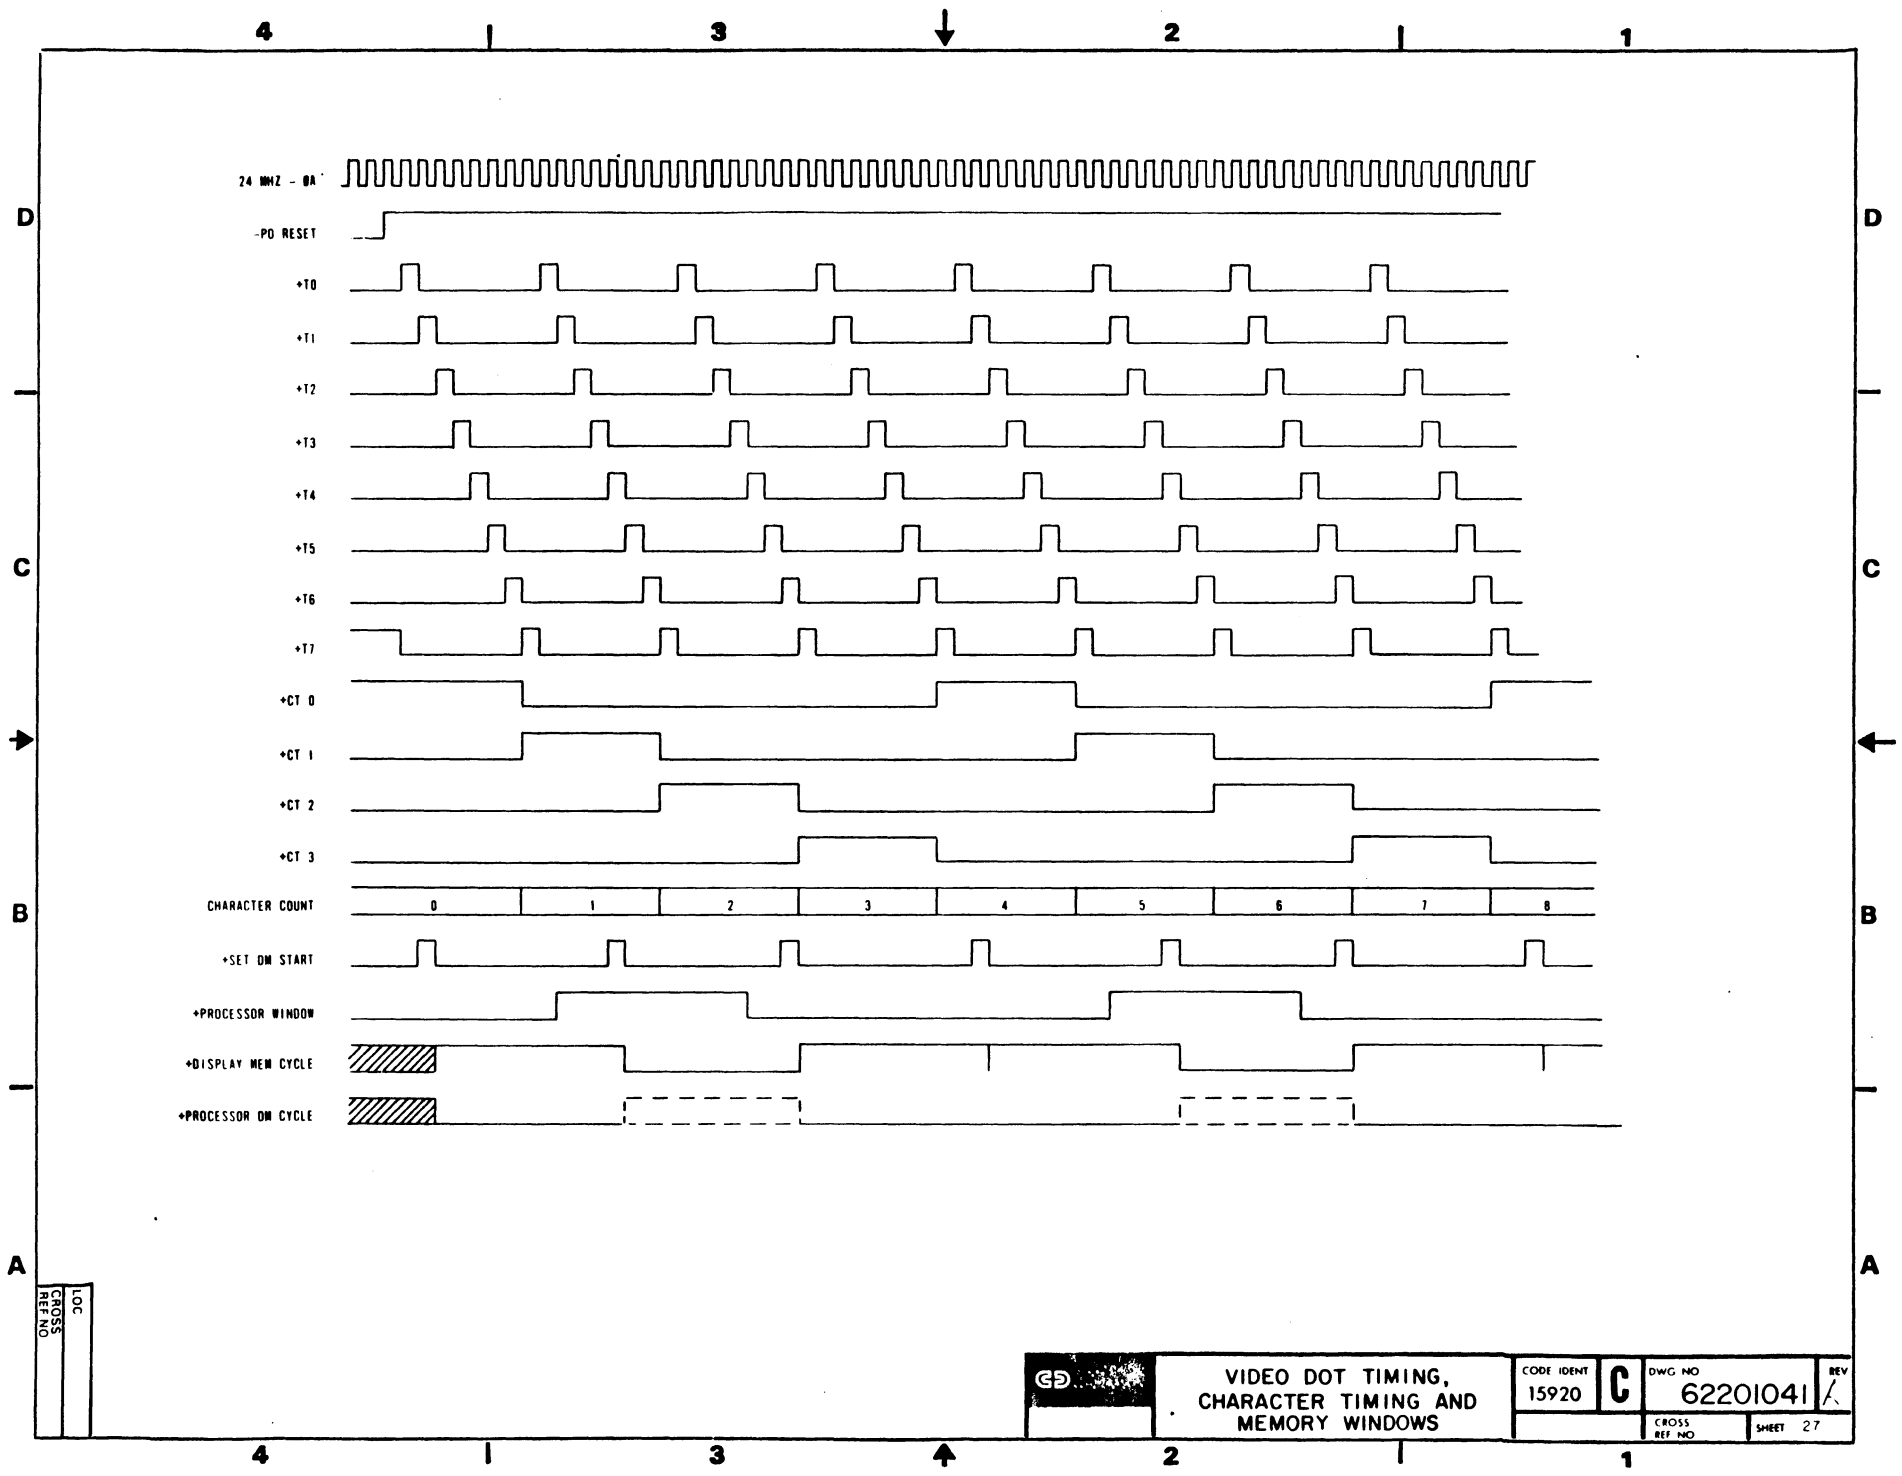 4 3 2 1
24 MHZ - ØA
D D
-PO RESET
+T0
+T1
+T2
+T3
+T4
+T5
C C
+T6
+T7
+CT 0
+CT 1
+CT 2
+CT 3
CHARACTER COUNT 0 1 2 3 4 5 6 7 8
B B
+SET DM START
+PROCESSOR WINDOW
+DISPLAY MEM CYCLE
+PROCESSOR DM CYCLE
A A
LOC
CROSS
REF NO
VIDEO DOT TIMING,
CHARACTER TIMING AND
MEMORY WINDOWS
CODE IDENT
15920
C
DWG NO
62201041
REV
A
CROSS
REF NO
SHEET 27
4 3 2 1